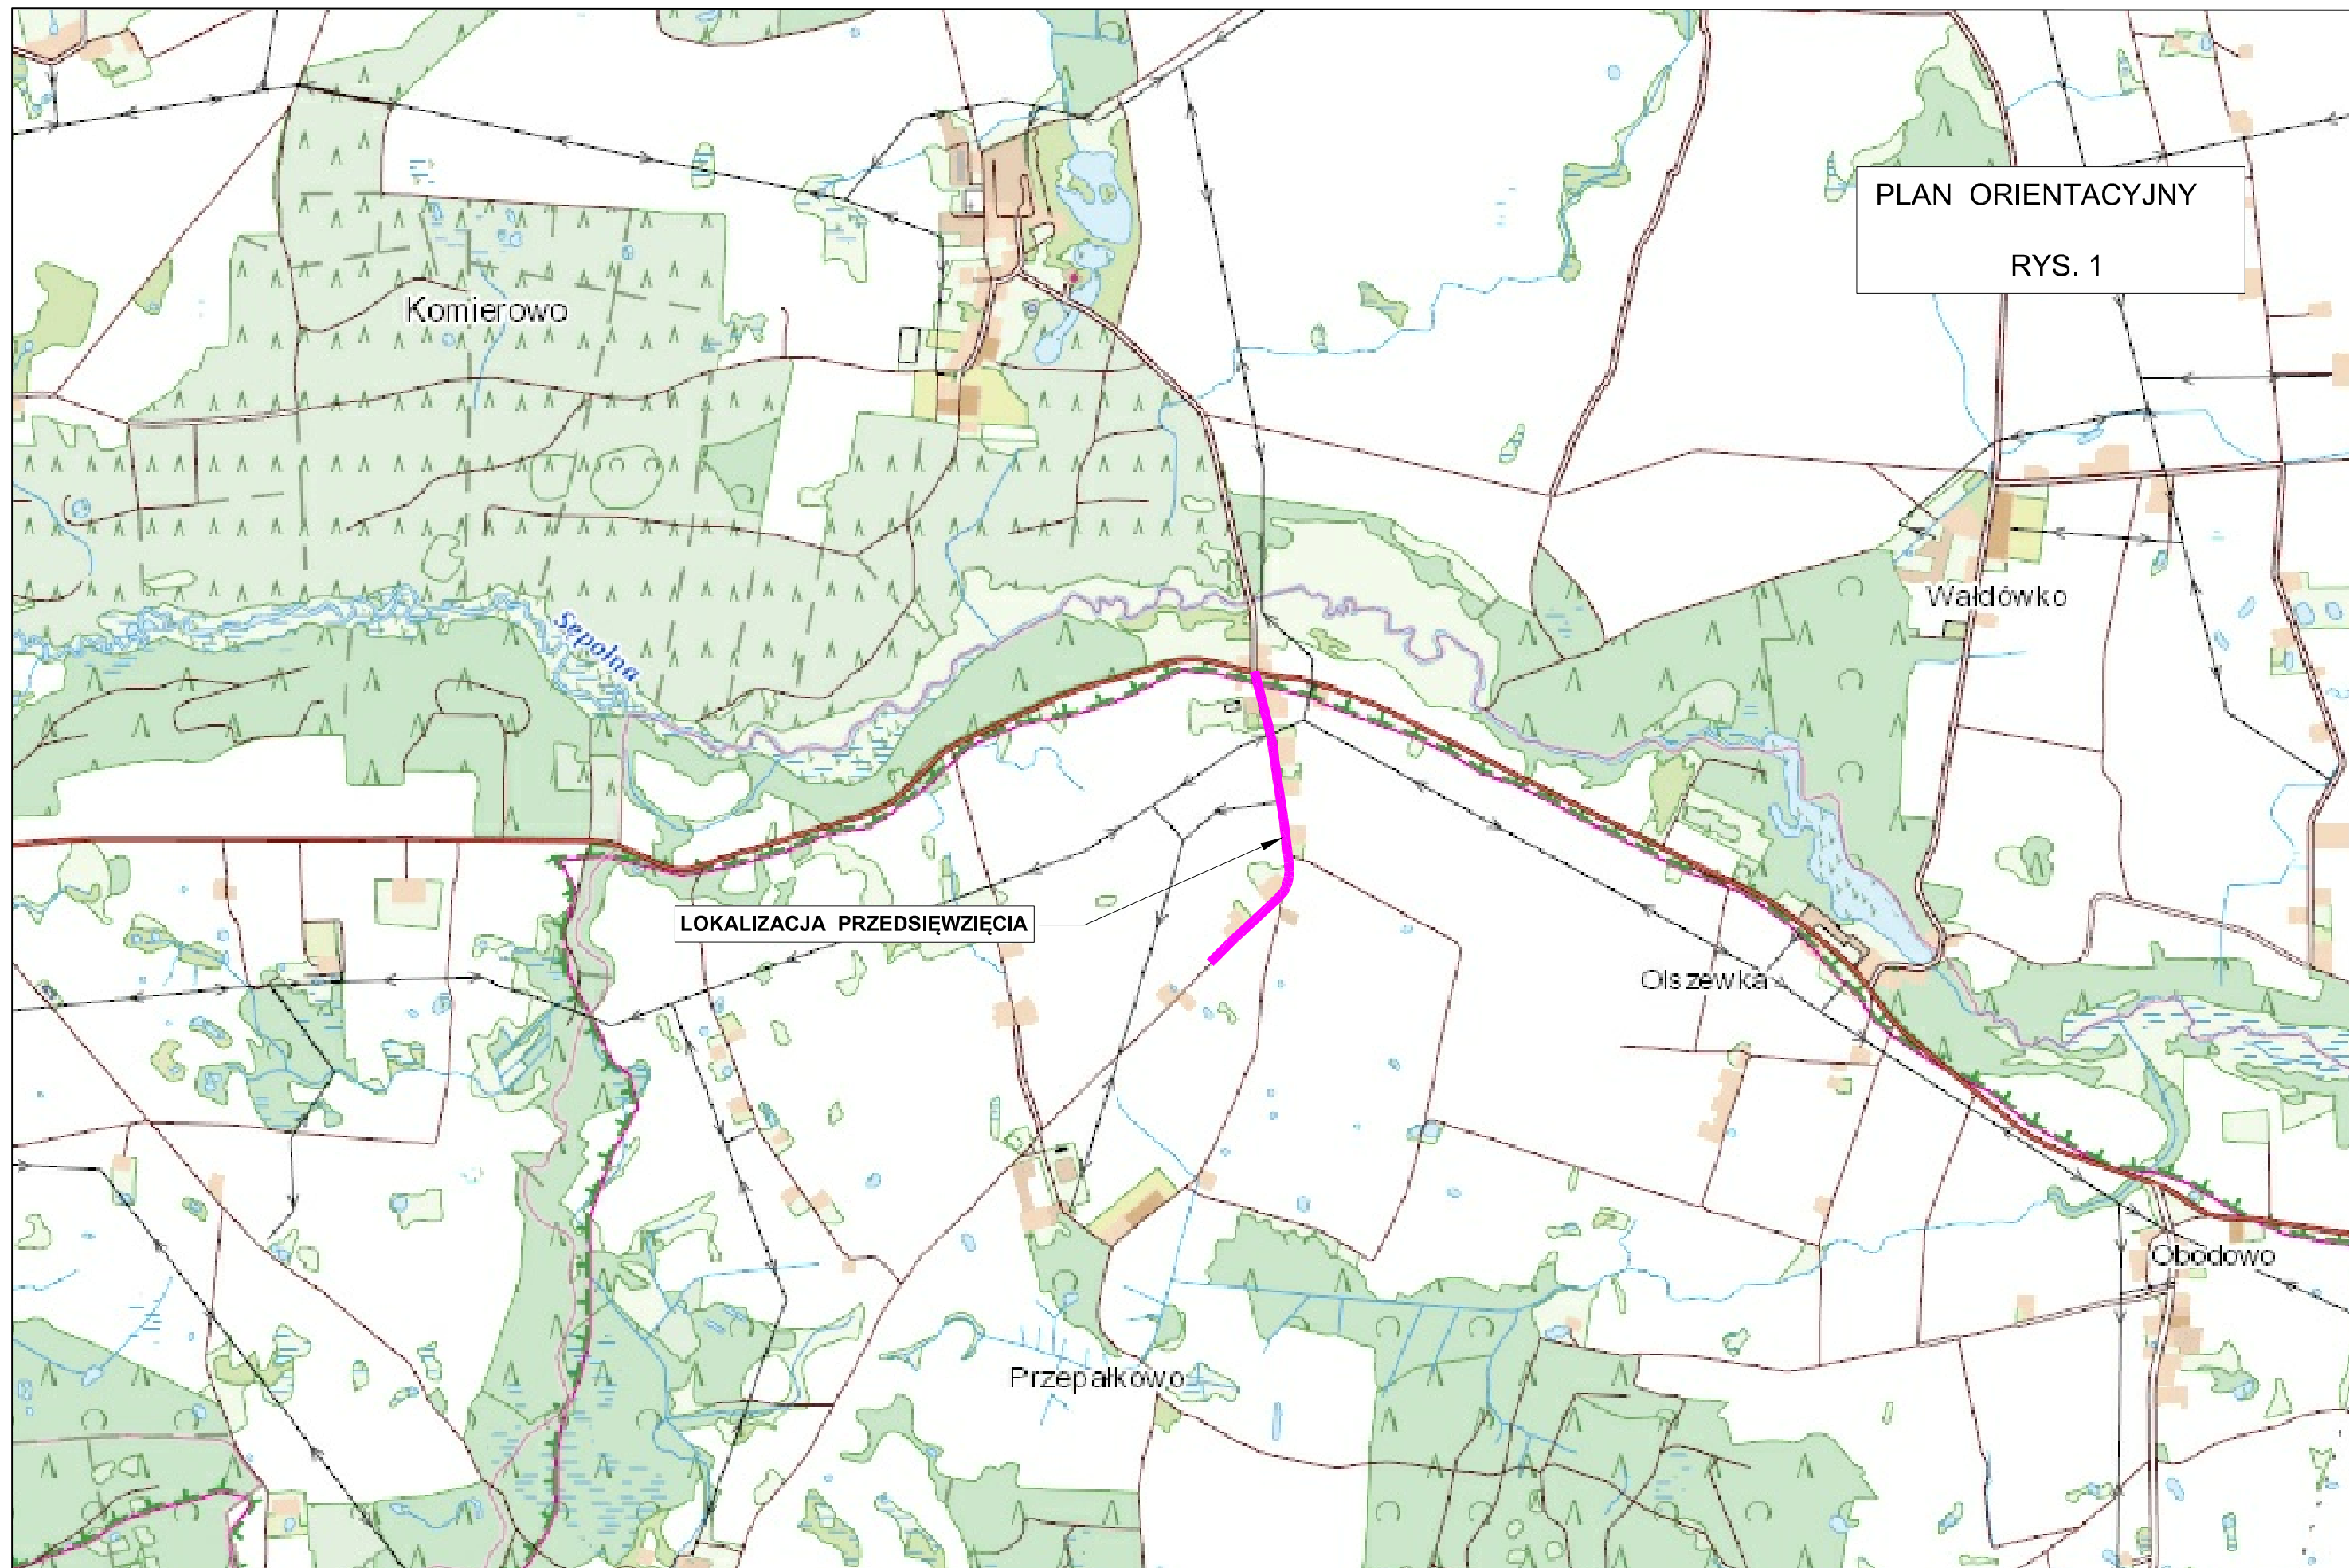 PLAN ORIENTACYJNY
RYS. 1
Komierowo
Wałdówko
Sępolna
LOKALIZACJA PRZEDSIĘWZIĘCIA
Olszewka
Obodowo
Przepałkowo